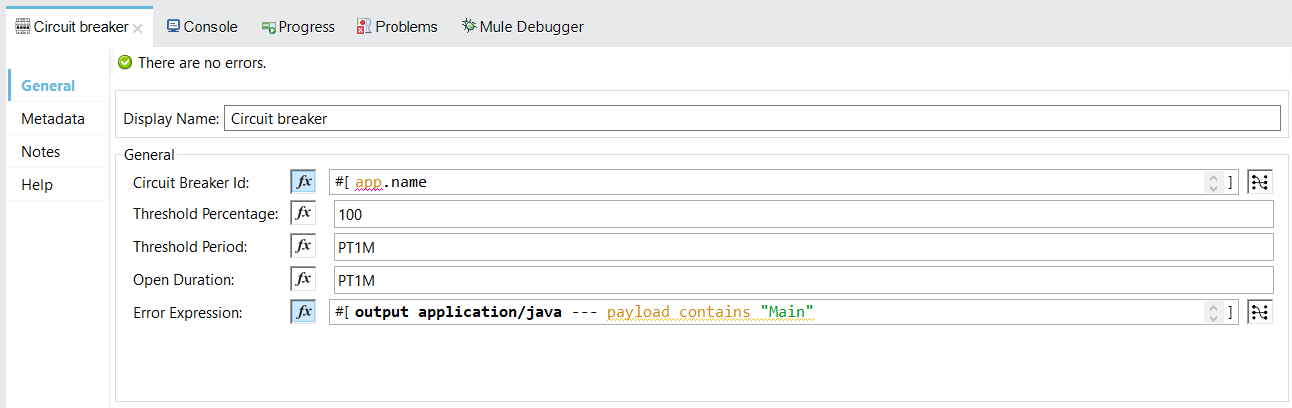 Circuit breaker Console Progress Problems Mule Debugger
There are no errors.
General
Metadata
Notes
Help
Display Name: Circuit breaker
General
Circuit Breaker Id: fx #[ app.name ]
Threshold Percentage: fx 100
Threshold Period: fx PT1M
Open Duration: fx PT1M
Error Expression: fx #[ output application/java --- payload contains "Main" ]